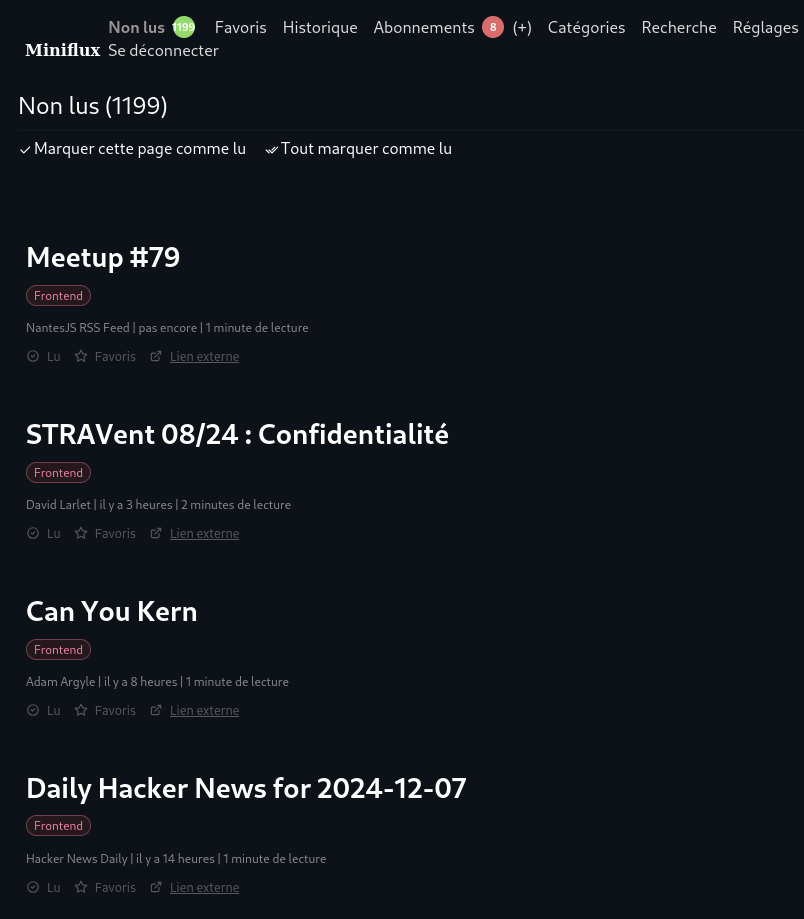 Non lus 1199 Favoris Historique Abonnements 8 (+) Catégories Recherche Réglages
Miniflux Se déconnecter
Non lus (1199)
Marquer cette page comme lu Tout marquer comme lu
Meetup #79
Frontend
NantesJS RSS Feed | pas encore | 1 minute de lecture
Lu Favoris Lien externe
STRAVent 08/24 : Confidentialité
Frontend
David Larlet | il y a 3 heures | 2 minutes de lecture
Lu Favoris Lien externe
Can You Kern
Frontend
Adam Argyle | il y a 8 heures | 1 minute de lecture
Lu Favoris Lien externe
Daily Hacker News for 2024-12-07
Frontend
Hacker News Daily | il y a 14 heures | 1 minute de lecture
Lu Favoris Lien externe